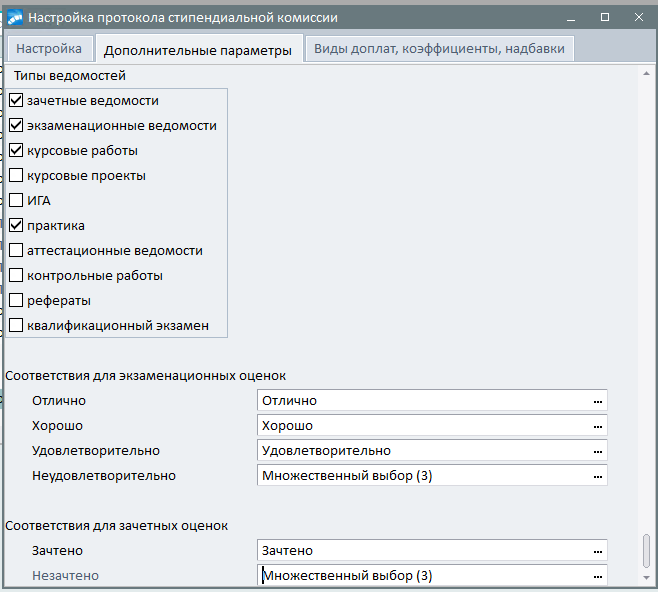 Настройка протокола стипендиальной комиссии
Настройка
Дополнительные параметры
Виды доплат, коэффициенты, надбавки
Типы ведомостей
зачетные ведомости
экзаменационные ведомости
курсовые работы
курсовые проекты
ИГА
практика
аттестационные ведомости
контрольные работы
рефераты
квалификационный экзамен
Соответствия для экзаменационных оценок
Отлично Отлично ...
Хорошо Хорошо ...
Удовлетворительно Удовлетворительно ...
Неудовлетворительно Множественный выбор (3) ...
Соответствия для зачетных оценок
Зачтено Зачтено ...
Незачтено Множественный выбор (3) ...